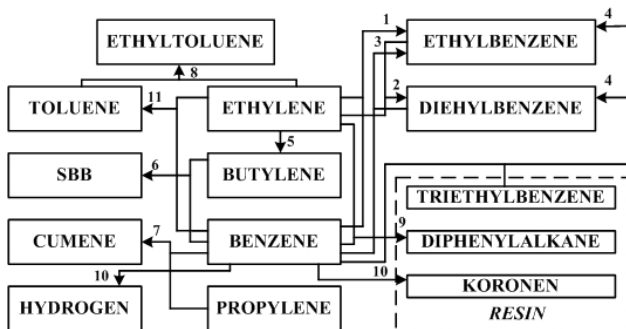 ETHYLTOLUENE
1
3
4
ETHYLBENZENE
8
TOLUENE
11
ETHYLENE
2
4
DIEHYLBENZENE
5
SBB
6
BUTYLENE
TRIETHYLBENZENE
CUMENE
7
BENZENE
9
DIPHENYLALKANE
10
10
KORONEN
HYDROGEN
PROPYLENE
RESIN